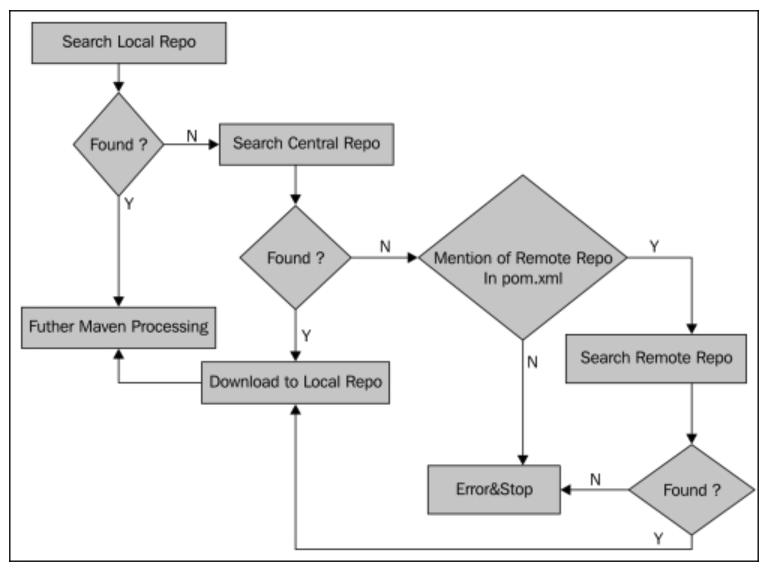 Search Local Repo
Found ?
N
Search Central Repo
Y
Found ?
N
Mention of Remote Repo
In pom.xml
Y
Futher Maven Processing
Y
Download to Local Repo
N
Search Remote Repo
Error&Stop
N
Found ?
Y